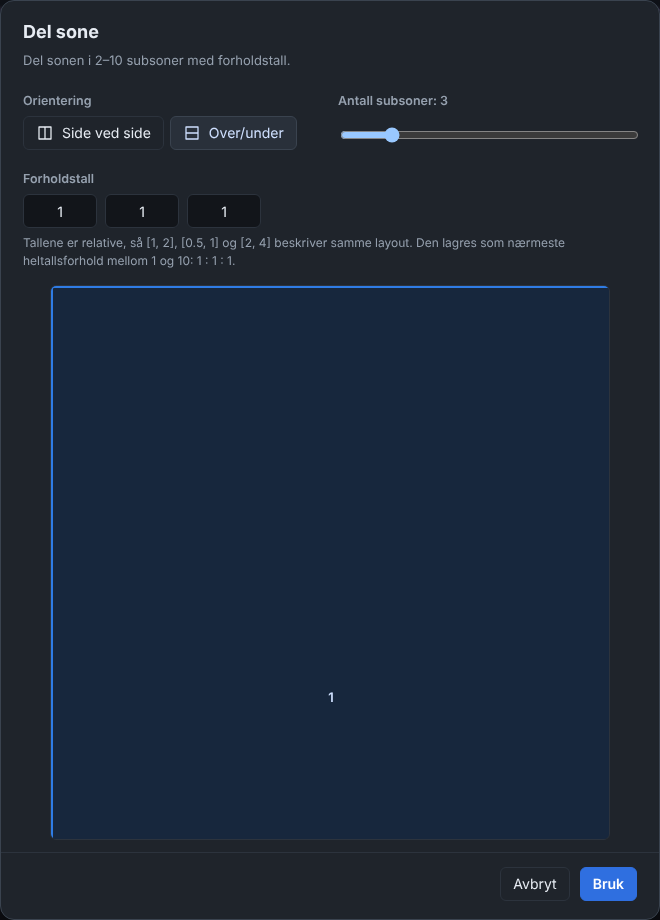 Del sone
Del sonen i 2–10 subsoner med forholdstall.
Orientering
Antall subsoner: 3
Side ved side
Over/under
Forholdstall
1 1 1
Tallene er relative, så [1, 2], [0.5, 1] og [2, 4] beskriver samme layout. Den lagres som nærmeste
heltallsforhold mellom 1 og 10: 1 : 1 : 1.
1
Avbryt
Bruk